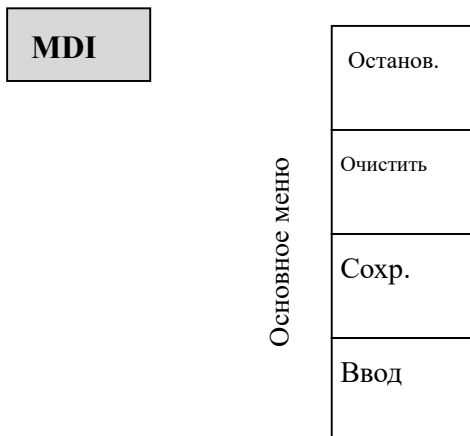 MDI
Основное меню
Останов.
Очистить
Сохр.
Ввод